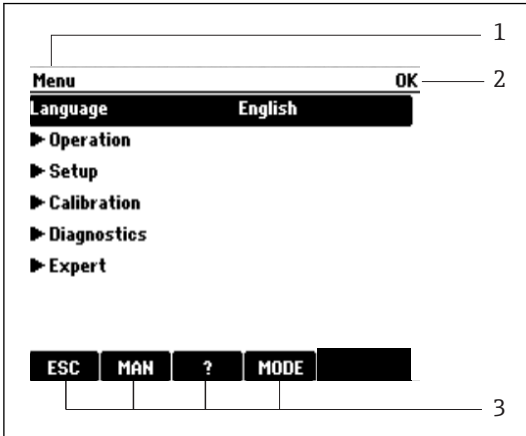 1
Menu OK 2
Language English
Operation
Setup
Calibration
Diagnostics
Expert
ESC MAN ? MODE
3